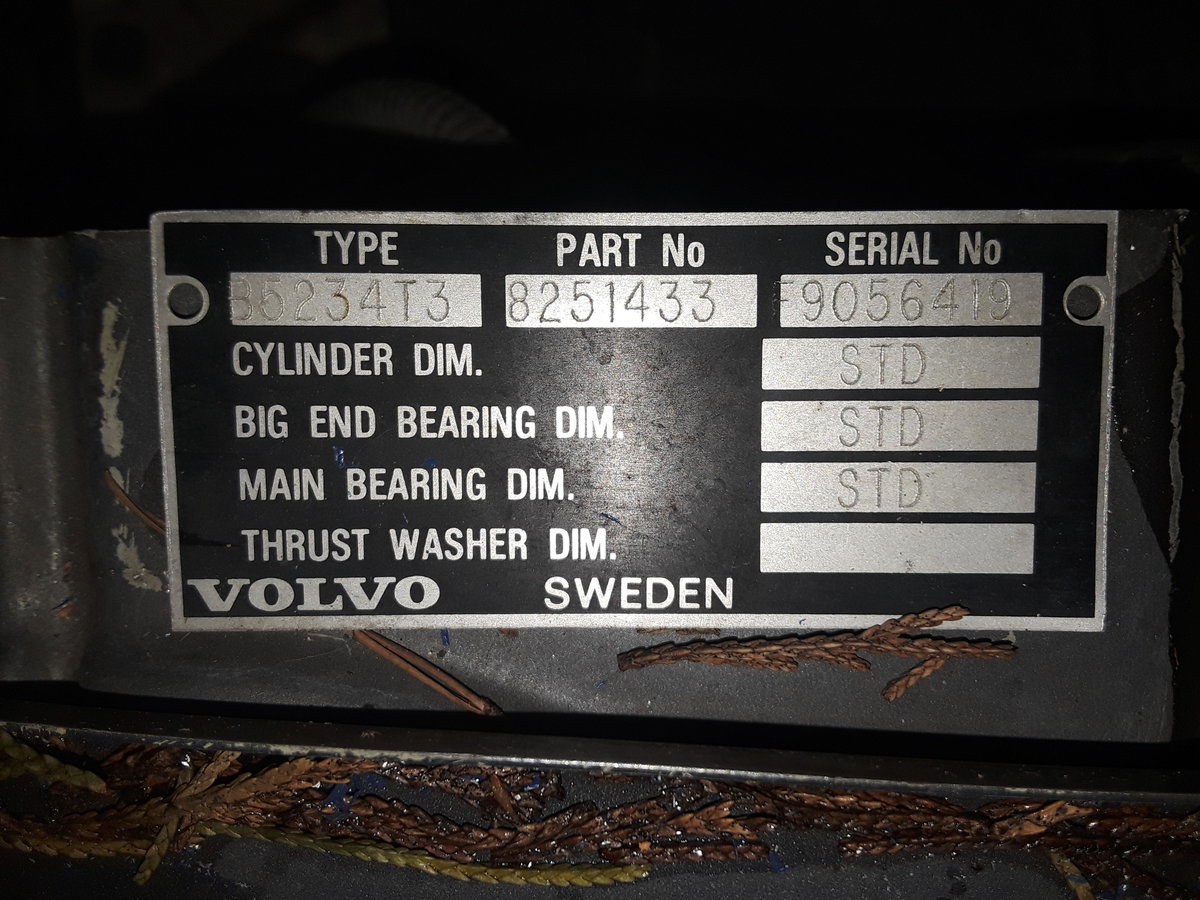 TYPE PART No SERIAL No
B5234T3 8251433 F9056419
CYLINDER DIM. STD
BIG END BEARING DIM. STD
MAIN BEARING DIM. STD
THRUST WASHER DIM.
VOLVO SWEDEN